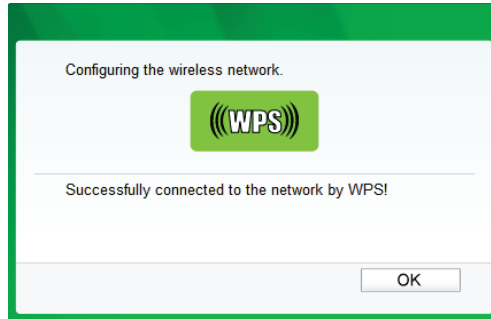 Configuring the wireless network.
(((WPS)))
Successfully connected to the network by WPS!
OK